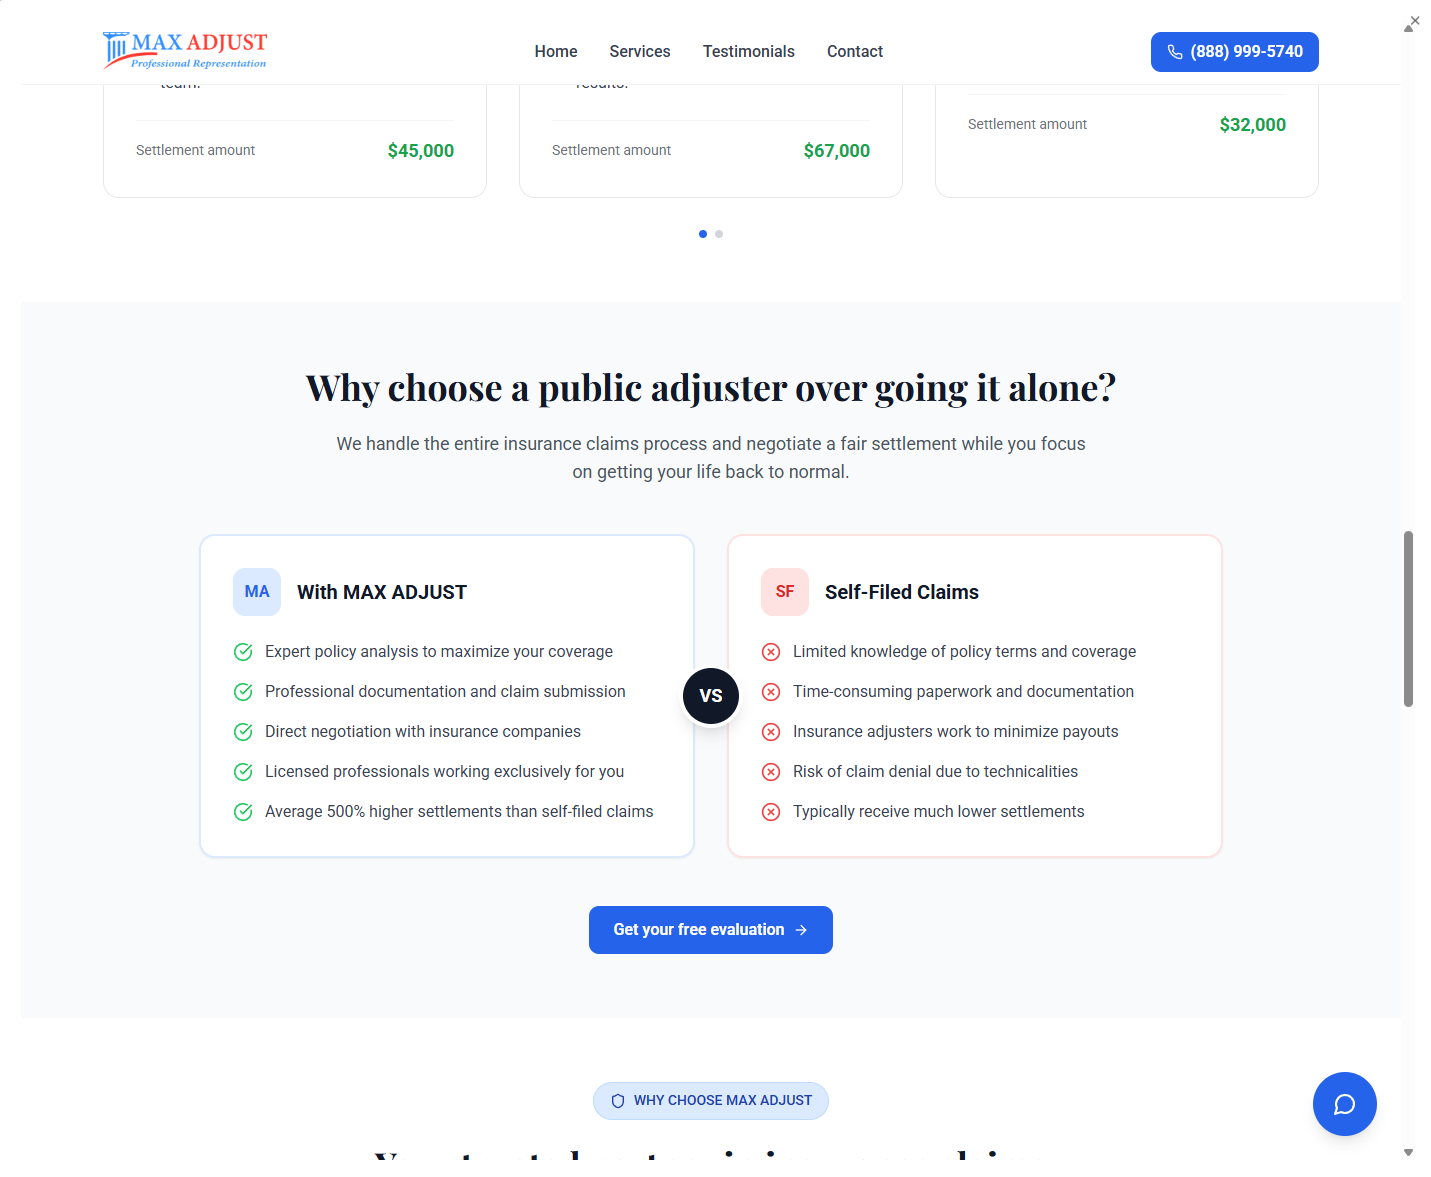 MAX ADJUST
Professional Representation
Home
Services
Testimonials
Contact
(888) 999-5740
team.
results.
Settlement amount
$45,000
Settlement amount
$67,000
Settlement amount
$32,000
Why choose a public adjuster over going it alone?
We handle the entire insurance claims process and negotiate a fair settlement while you focus
on getting your life back to normal.
MA
With MAX ADJUST
Expert policy analysis to maximize your coverage
Professional documentation and claim submission
Direct negotiation with insurance companies
Licensed professionals working exclusively for you
Average 500% higher settlements than self-filed claims
VS
SF
Self-Filed Claims
Limited knowledge of policy terms and coverage
Time-consuming paperwork and documentation
Insurance adjusters work to minimize payouts
Risk of claim denial due to technicalities
Typically receive much lower settlements
Get your free evaluation
WHY CHOOSE MAX ADJUST